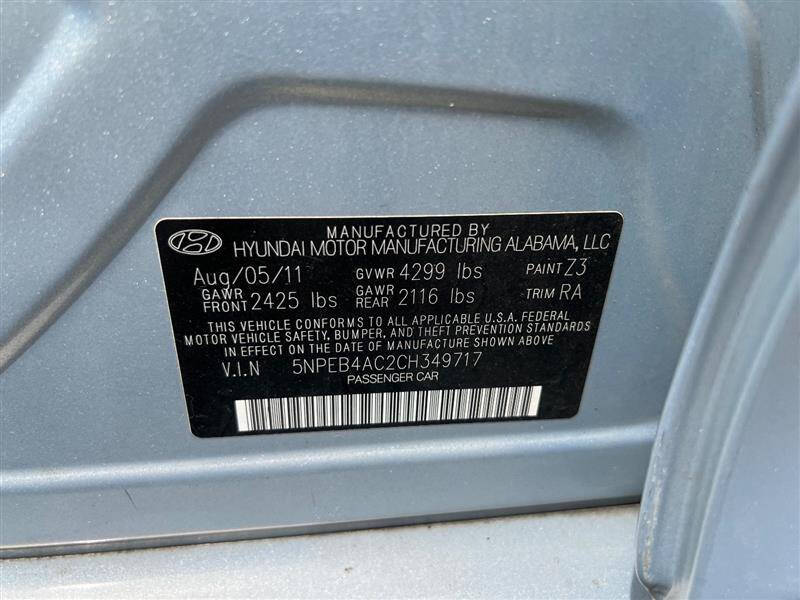 MANUFACTURED BY
HYUNDAI MOTOR MANUFACTURING ALABAMA, LLC
Aug/05/11 GVWR 4299 lbs PAINT Z3
GAWR FRONT 2425 lbs GAWR REAR 2116 lbs TRIM RA
THIS VEHICLE CONFORMS TO ALL APPLICABLE U.S.A. FEDERAL
MOTOR VEHICLE SAFETY, BUMPER, AND THEFT PREVENTION STANDARDS
IN EFFECT ON THE DATE OF MANUFACTURE SHOWN ABOVE
V.I.N 5NPEB4AC2CH349717
PASSENGER CAR